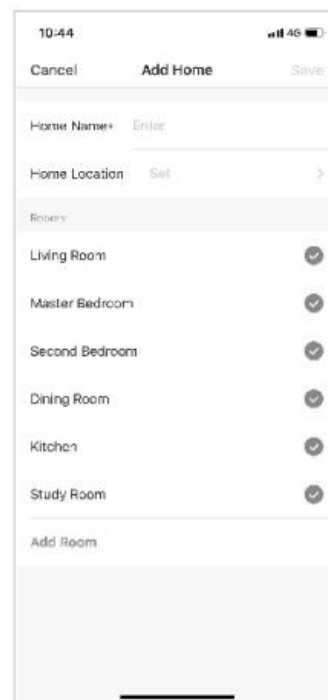 10:44 4G
Cancel Add Home Save
Home Name* Enter
Home Location Set
Rooms
Living Room
Master Bedroom
Second Bedroom
Dining Room
Kitchen
Study Room
Add Room